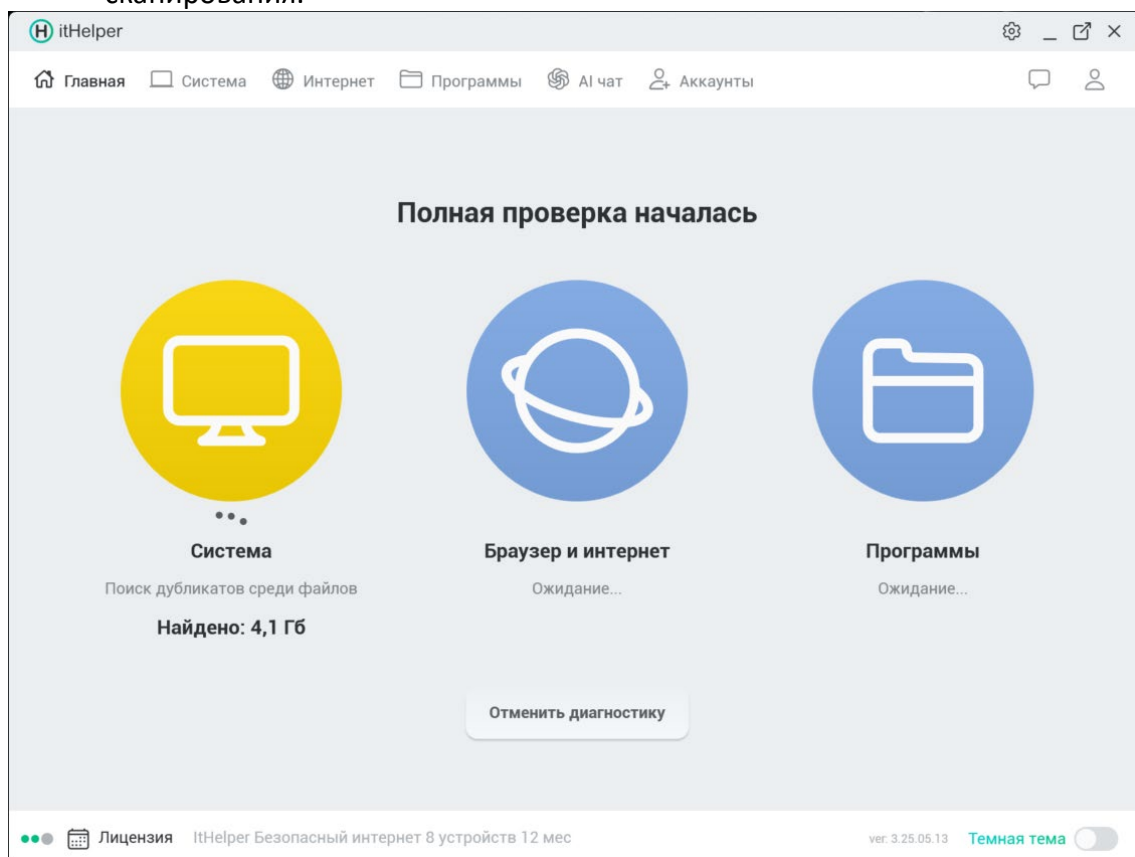 сканирования.
itHelper
Главная Система Интернет Программы AI чат Аккаунты
Полная проверка началась
Система Браузер и интернет Программы
Поиск дубликатов среди файлов Ожидание... Ожидание...
Найдено: 4,1 Гб
Отменить диагностику
Лицензия ItHelper Безопасный интернет 8 устройств 12 мес ver: 3.25.05.13 Темная тема